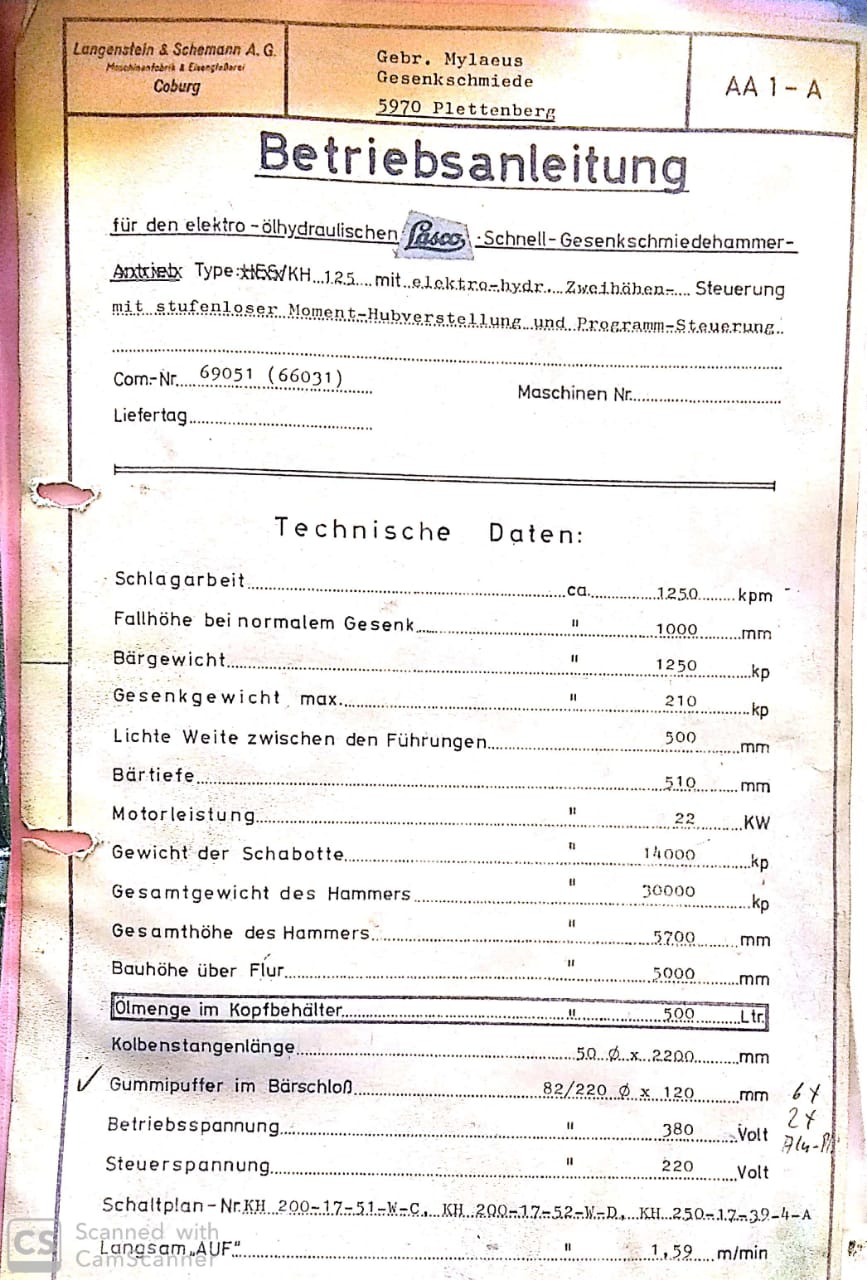 Langenstein & Schemann A. G.
Maschinenfabrik & Eisengießerei
Coburg
Gebr. Mylaeus
Gesenkschmiede
5970 Plettenberg
AA 1 - A
Betriebsanleitung
für den elektro-ölhydraulischen Lasco -Schnell-Gesenkschmiedehammer-
Antrieb Type: /KH 125 mit elektro-hydr. Zweihöhen- Steuerung
mit stufenloser Moment-Hubverstellung und Programm-Steuerung
Com.-Nr. 69051 (66031) Maschinen Nr.
Liefertag
Technische Daten:
Schlagarbeit ca. 1250 kpm
Fallhöhe bei normalem Gesenk " 1000 mm
Bärgewicht " 1250 kp
Gesenkgewicht max. " 210 kp
Lichte Weite zwischen den Führungen 500 mm
Bärtiefe 510 mm
Motorleistung " 22 KW
Gewicht der Schabotte " 14000 kp
Gesamtgewicht des Hammers " 30000 kp
Gesamthöhe des Hammers " 5700 mm
Bauhöhe über Flur " 5000 mm
Ölmenge im Kopfbehälter " 500 Ltr.
Kolbenstangenlänge 50 Ø x 2200 mm
✓ Gummipuffer im Bärschloß 82/220 Ø x 120 mm 6x
2x
Betriebsspannung " 380 Volt
Steuerspannung " 220 Volt
Schaltplan-Nr. KH 200-17-51-W-C, KH 200-17-52-W-D, KH 250-17-39-4-A
Langsam „AUF" " 1,59 m/min
CS Scanned with
CamScanner